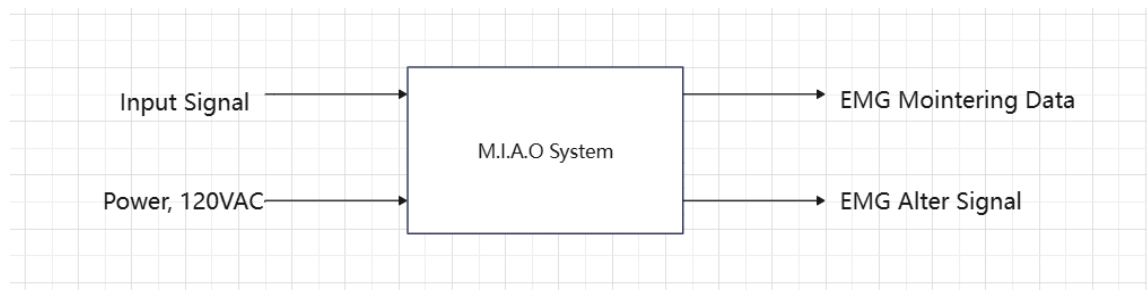 Input Signal
EMG Mointering Data
M.I.A.O System
Power, 120VAC
EMG Alter Signal